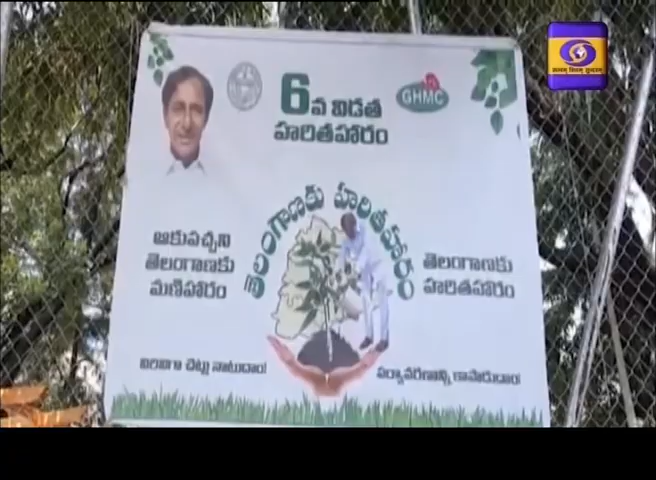 6వ విడత
హరితహారం
GHMC
తెలంగాణకు హరితహారం
ఆకుపచ్చని
తెలంగాణకు
మణిహారం
తెలంగాణకు
హరితహారం
విరివిగా చెట్లు నాటుదాం!
పర్యావరణాన్ని కాపాడుదాం!